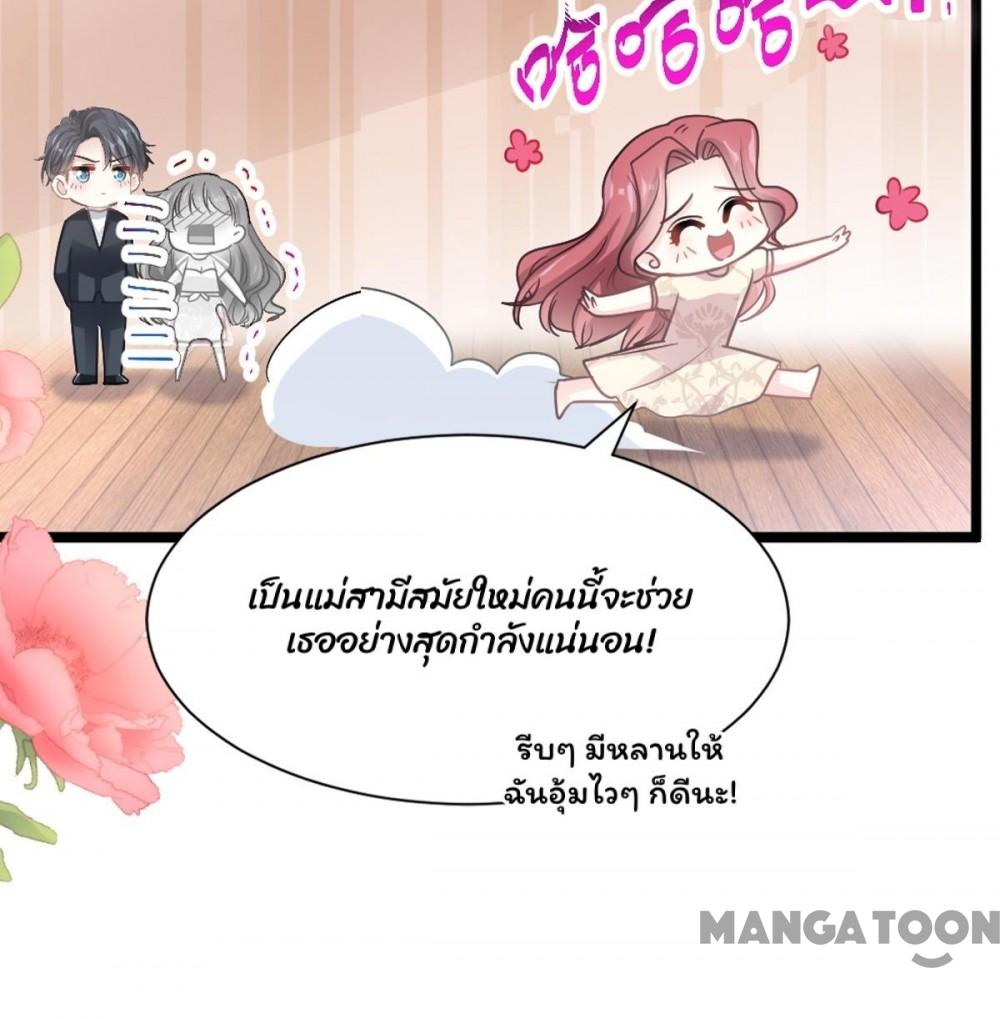 哈哈哈
เป็นแม่สามีสมัยใหม่คนนี้จะช่วย
เธออย่างสุดกำลังแน่นอน!
รีบๆ มีหลานให้
ฉันอุ้มไวๆ ก็ดีนะ!
MANGATOON